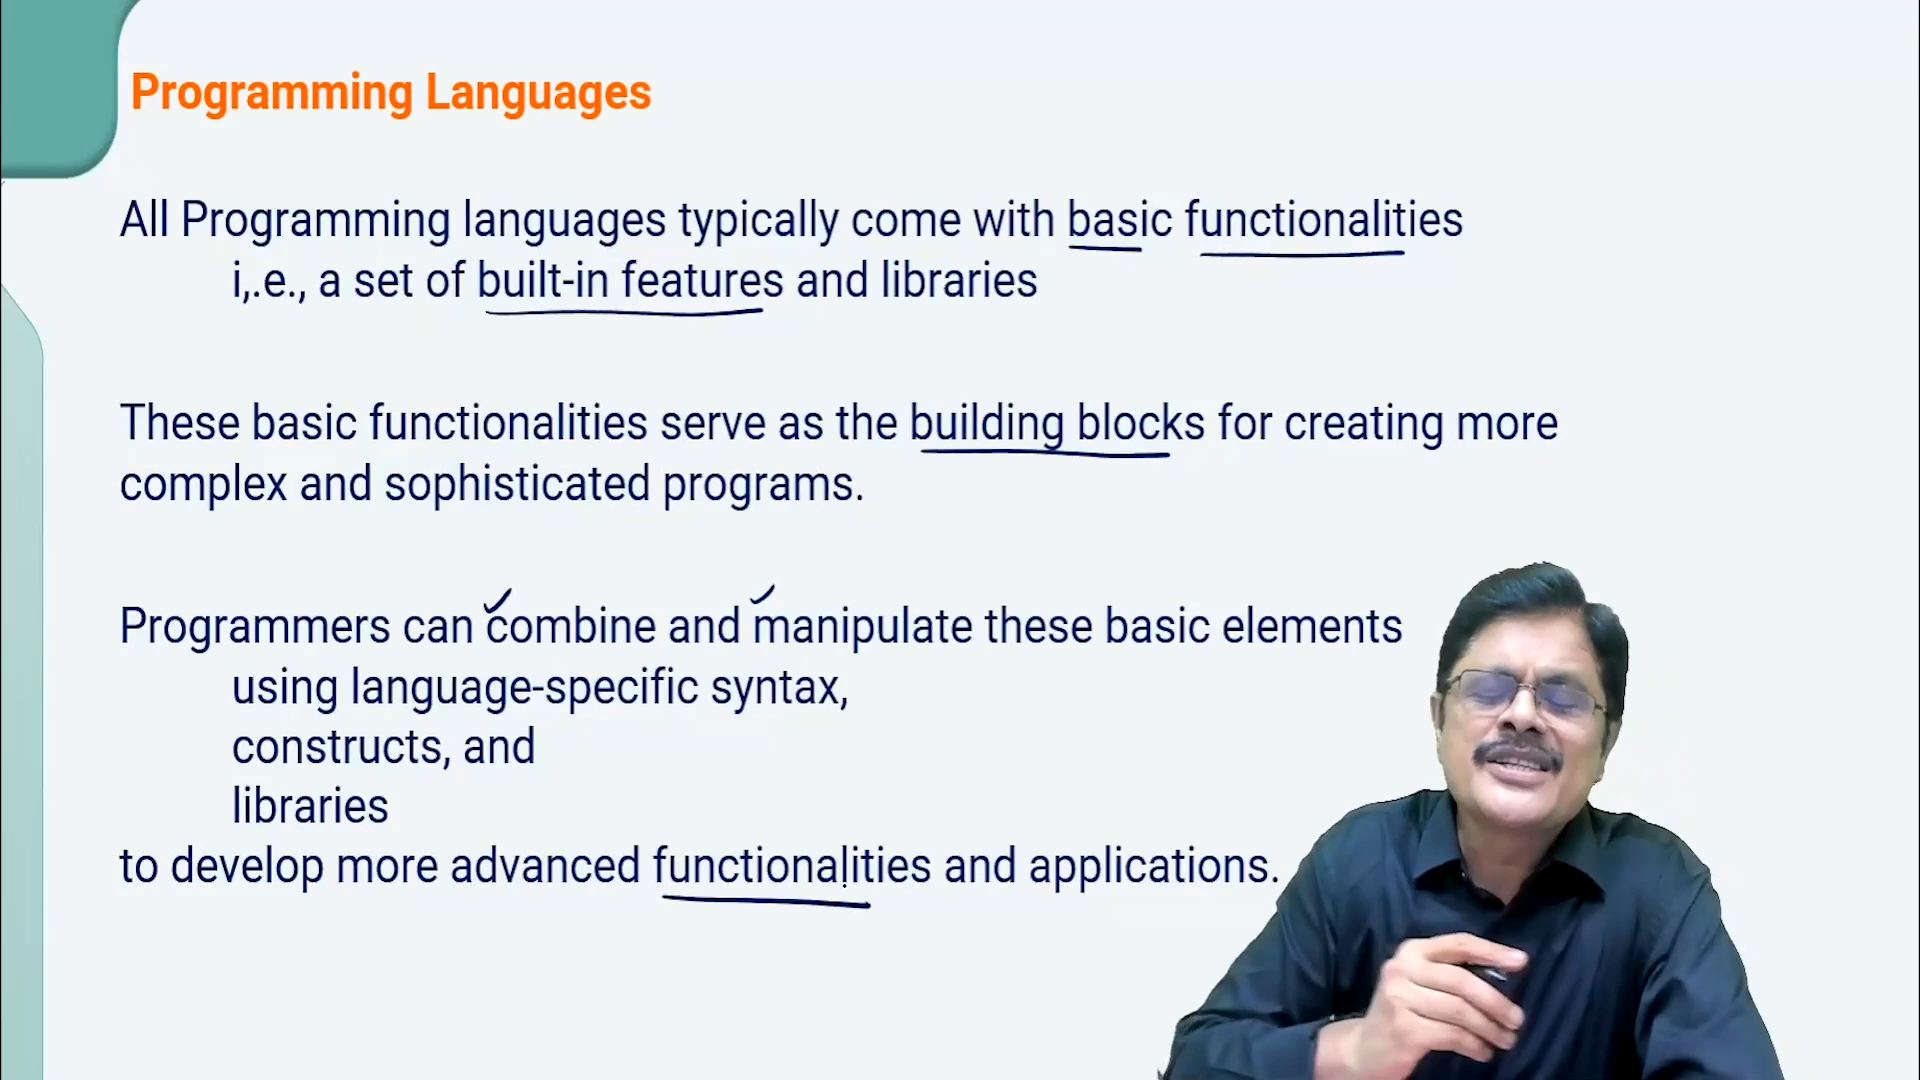 Programming Languages
All Programming languages typically come with basic functionalities
i,.e., a set of built-in features and libraries
These basic functionalities serve as the building blocks for creating more
complex and sophisticated programs.
Programmers can combine and manipulate these basic elements
using language-specific syntax,
constructs, and
libraries
to develop more advanced functionalities and applications.